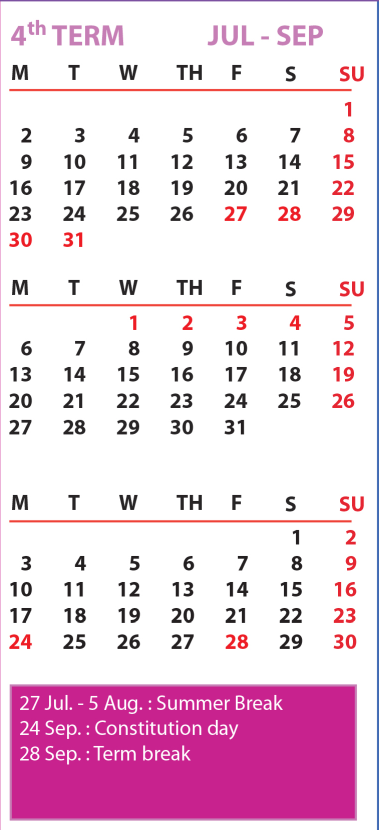 4th TERM JUL - SEP
M T W TH F S SU
1
2 3 4 5 6 7 8
9 10 11 12 13 14 15
16 17 18 19 20 21 22
23 24 25 26 27 28 29
30 31
M T W TH F S SU
1 2 3 4 5
6 7 8 9 10 11 12
13 14 15 16 17 18 19
20 21 22 23 24 25 26
27 28 29 30 31
M T W TH F S SU
1 2
3 4 5 6 7 8 9
10 11 12 13 14 15 16
17 18 19 20 21 22 23
24 25 26 27 28 29 30
27 Jul. - 5 Aug. : Summer Break
24 Sep. : Constitution day
28 Sep. : Term break